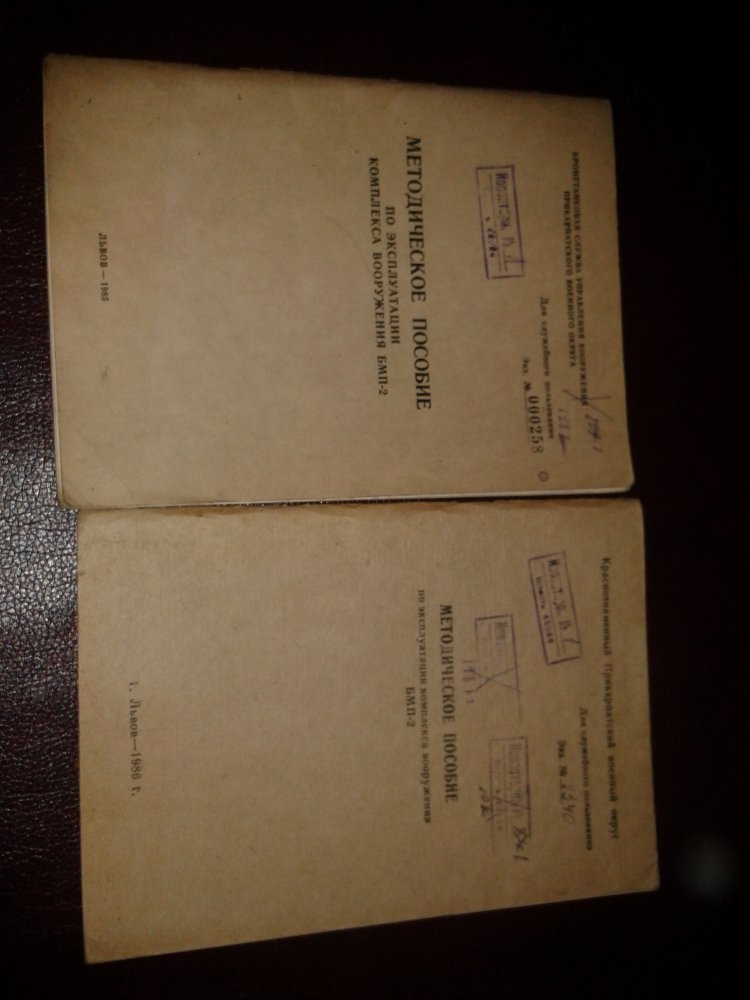 БРОНЕТАНКОВАЯ СЛУЖБА УПРАВЛЕНИЯ ВООРУЖЕНИЯ
ПРИКАРПАТСКОГО ВОЕННОГО ОКРУГА
Для служебного пользования
Экз. № 000258
МЕТОДИЧЕСКОЕ ПОСОБИЕ
ПО ЭКСПЛУАТАЦИИ
КОМПЛЕКСА ВООРУЖЕНИЯ БМП-2
ЛЬВОВ — 1985
Краснознаменный Прикарпатский военный округ
Для служебного пользования
Экз. №
МЕТОДИЧЕСКОЕ ПОСОБИЕ
по эксплуатации комплекса вооружения
БМП-2
г. Львов—1986 г.